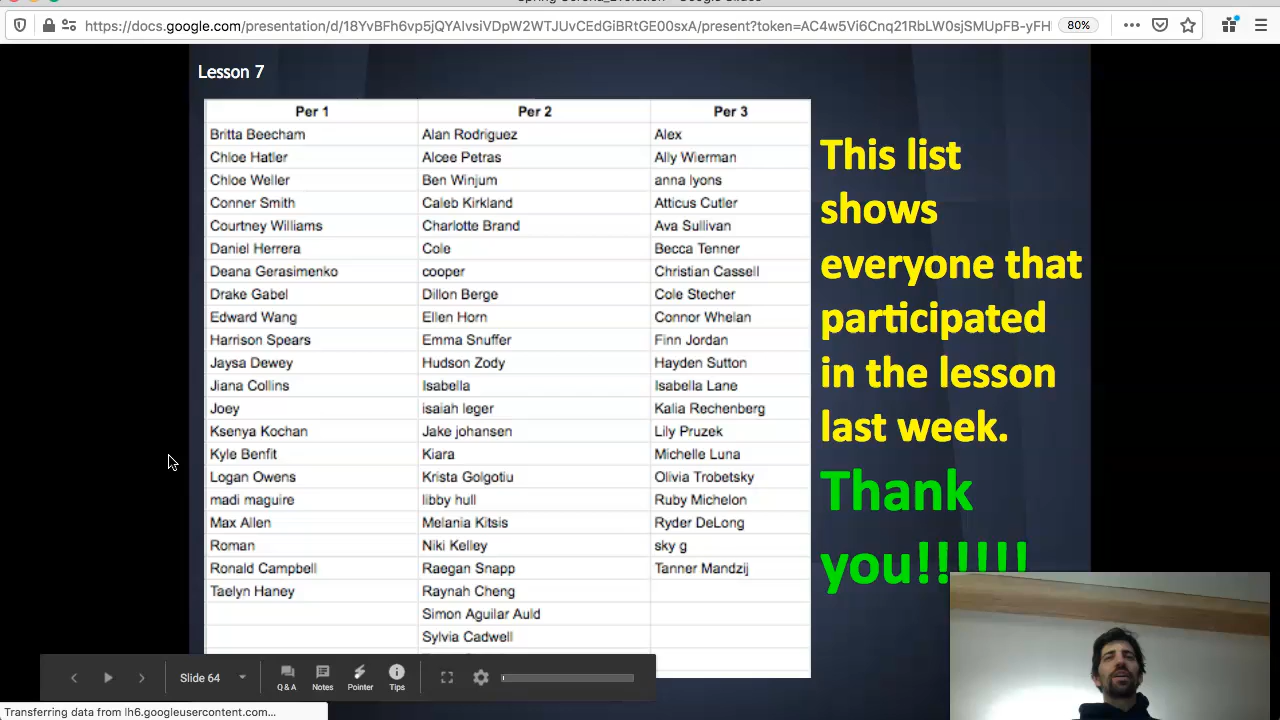 https://docs.google.com/presentation/d/18YvBFh6vp5jQYAIvsIVDpW2WTJUvCEdGiBRtGE00sxA/present?token=AC4w5Vi6Cnq21RbLW0sjSMUpFB-yFH
80%
Lesson 7
Per 1 Per 2 Per 3
Britta Beecham Alan Rodriguez Alex
Chloe Hatler Alcee Petras Ally Wierman
Chloe Weller Ben Winjum anna lyons
Conner Smith Caleb Kirkland Atticus Cutler
Courtney Williams Charlotte Brand Ava Sullivan
Daniel Herrera Cole Becca Tenner
Deana Gerasimenko cooper Christian Cassell
Drake Gabel Dillon Berge Cole Stecher
Edward Wang Ellen Horn Connor Whelan
Harrison Spears Emma Snuffer Finn Jordan
Jaysa Dewey Hudson Zody Hayden Sutton
Jiana Collins Isabella Isabella Lane
Joey isaiah leger Kalia Rechenberg
Ksenya Kochan Jake johansen Lily Pruzek
Kyle Benfit Kiara Michelle Luna
Logan Owens Krista Golgotiu Olivia Trobetsky
madi maguire libby hull Ruby Michelon
Max Allen Melania Kitsis Ryder DeLong
Roman Niki Kelley sky g
Ronald Campbell Raegan Snapp Tanner Mandzij
Taelyn Haney Raynah Cheng
Simon Aguilar Auld
Sylvia Cadwell
This list
shows
everyone that
participated
in the lesson
last week.
Thank
you!!!!!!
Slide 64
Q & A Notes Pointer Tips
Transferring data from lh6.googleusercontent.com...